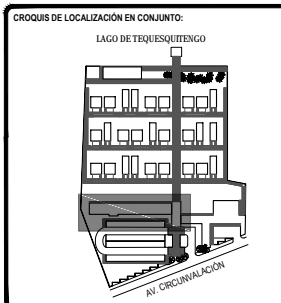 CROQUIS DE LOCALIZACIÓN EN CONJUNTO:
LAGO DE TEQUESQUITENGO
AV. CIRCUNVALACIÓN